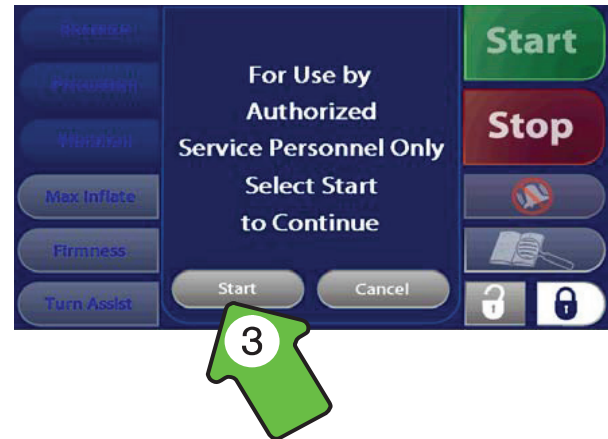 Max Inflate
Firmness
Turn Assist
For Use by
Authorized
Service Personnel Only
Select Start
to Continue
Start
Cancel
Start
Stop
3